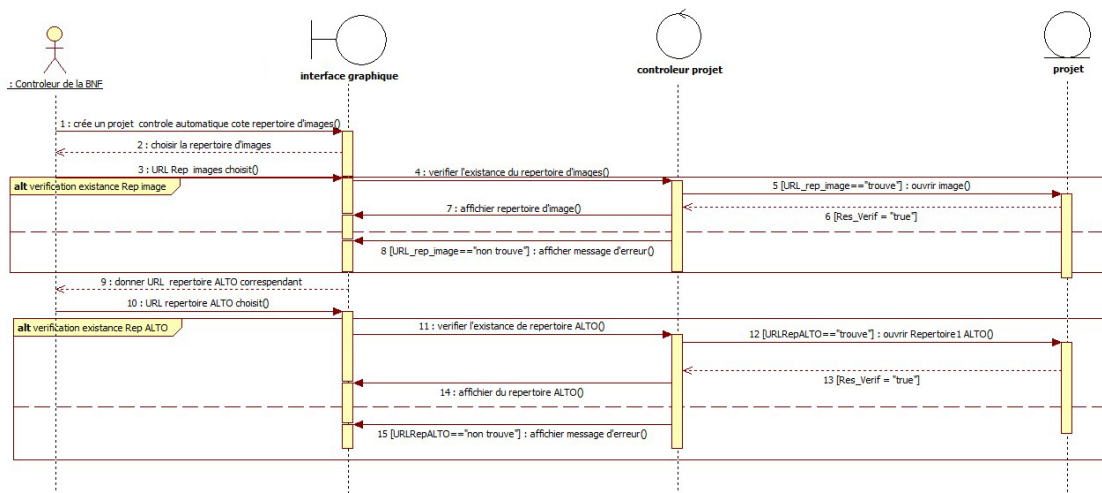 : Controleur de la BNF
interface graphique
controleur projet
projet
1 : crée un projet controle automatique cote repertoire d'images()
2 : choisir la repertoire d'images
3 : URL Rep images choisit()
alt verification existance Rep image
4 : verifier l'existance du repertoire d'images()
5 [URL_rep_image=="trouve"] : ouvrir image()
6 [Res_Verif = "true"]
7 : affichier repertoire d'image()
8 [URL_rep_image=="non trouve"] : afficher message d'erreur()
9 : donner URL repertoire ALTO correspendant
10 : URL repertoire ALTO choisit()
alt verification existance Rep ALTO
11 : verifier l'existance de repertoire ALTO()
12 [URLRepALTO=="trouve"] : ouvrir Repertoire1 ALTO()
13 [Res_Verif = "true"]
14 : affichier du repertoire ALTO()
15 [URLRepALTO=="non trouve"] : affichier message d'erreur()